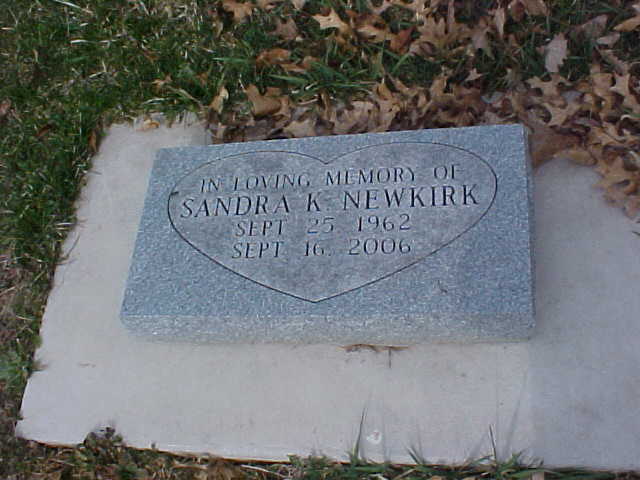 IN LOVING MEMORY OF
SANDRA K. NEWKIRK
SEPT. 25, 1962
SEPT. 16, 2006